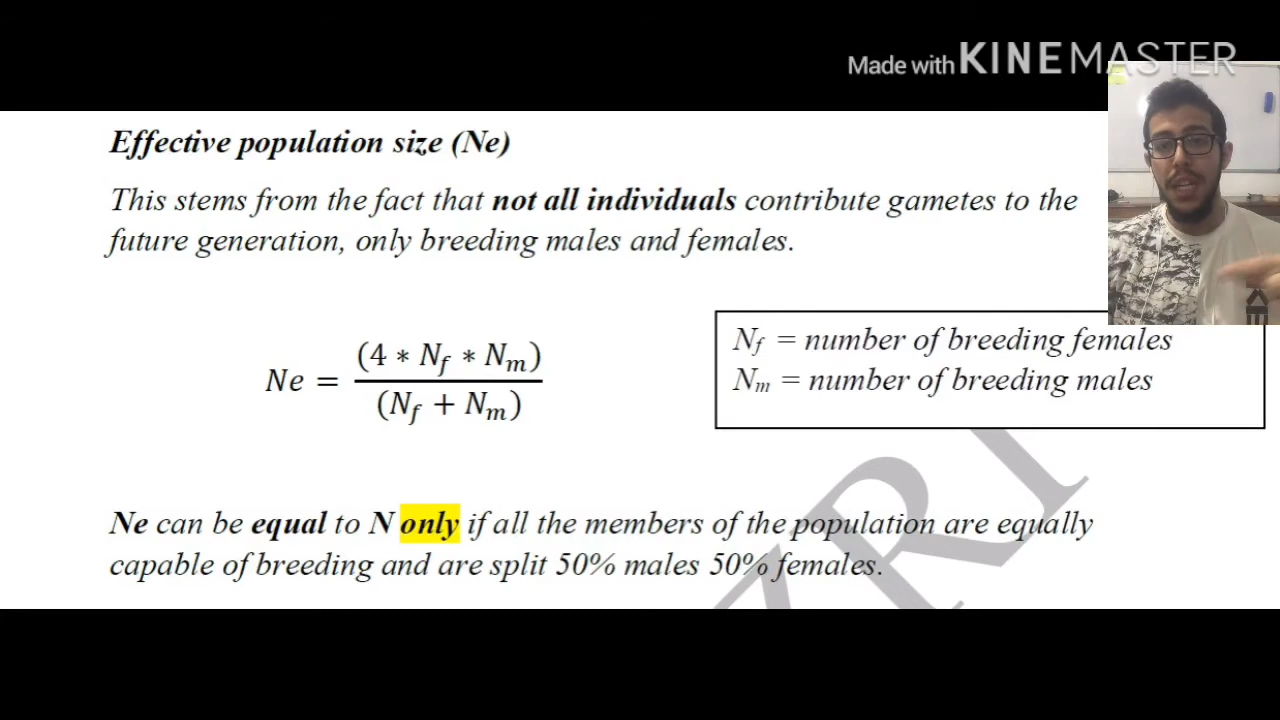 Made with KINEMASTER
Effective population size (Ne)
This stems from the fact that not all individuals contribute gametes to the
future generation, only breeding males and females.
Ne = (4 * Nf * Nm) / (Nf + Nm)
Nf = number of breeding females
Nm = number of breeding males
Ne can be equal to N only if all the members of the population are equally
capable of breeding and are split 50% males 50% females.
ZRI